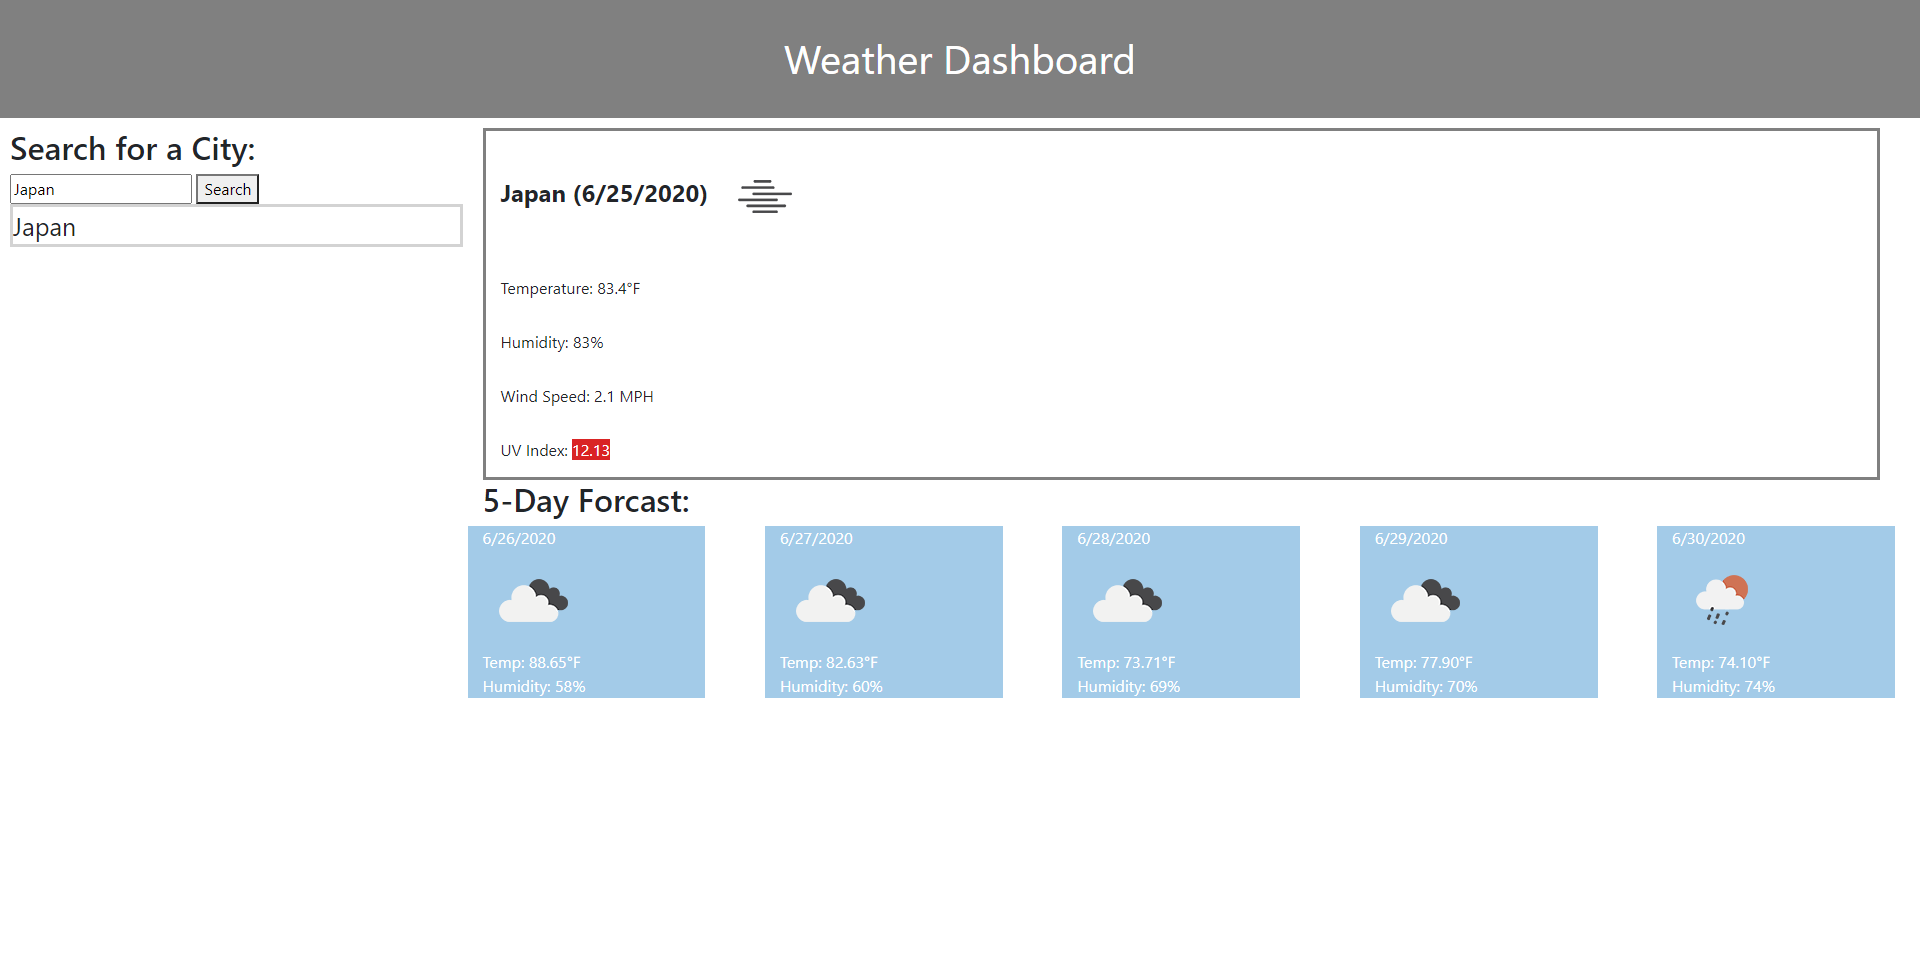 Weather Dashboard
Search for a City:
Japan
Search
Japan
Japan (6/25/2020)
Temperature: 83.4°F
Humidity: 83%
Wind Speed: 2.1 MPH
UV Index: 12.13
5-Day Forcast:
6/26/2020
Temp: 88.65°F
Humidity: 58%
6/27/2020
Temp: 82.63°F
Humidity: 60%
6/28/2020
Temp: 73.71°F
Humidity: 69%
6/29/2020
Temp: 77.90°F
Humidity: 70%
6/30/2020
Temp: 74.10°F
Humidity: 74%